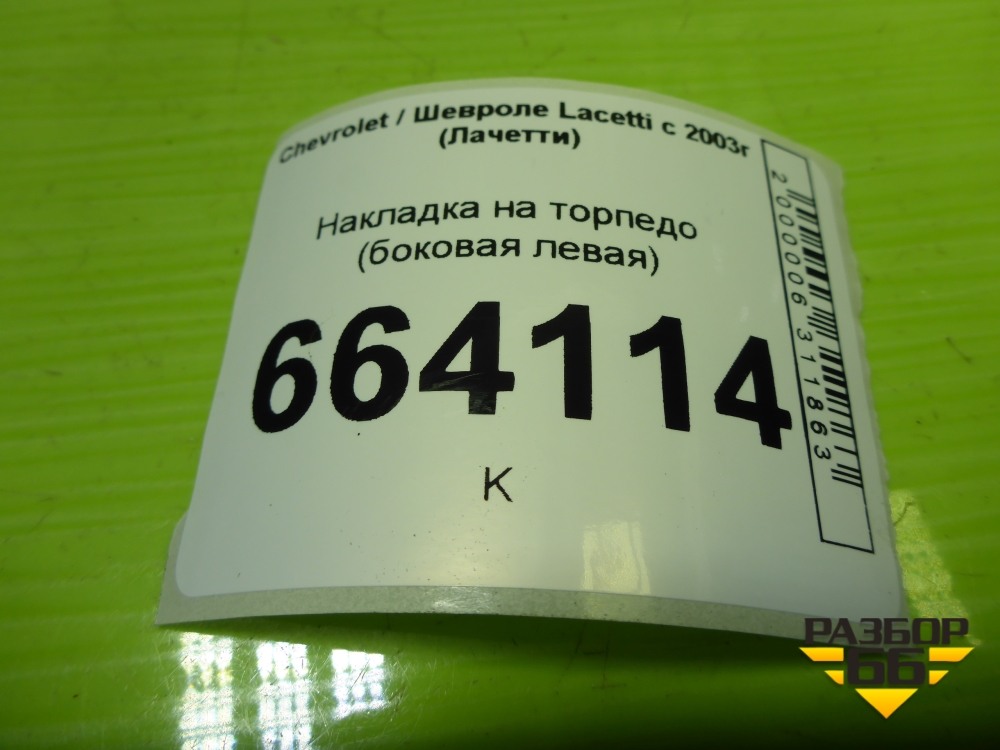 Chevrolet / Шевроле Lacetti с 2003г
(Лачетти)
Накладка на торпедо
(боковая левая)
664114
К
2000006311863
РАЗБОР
66